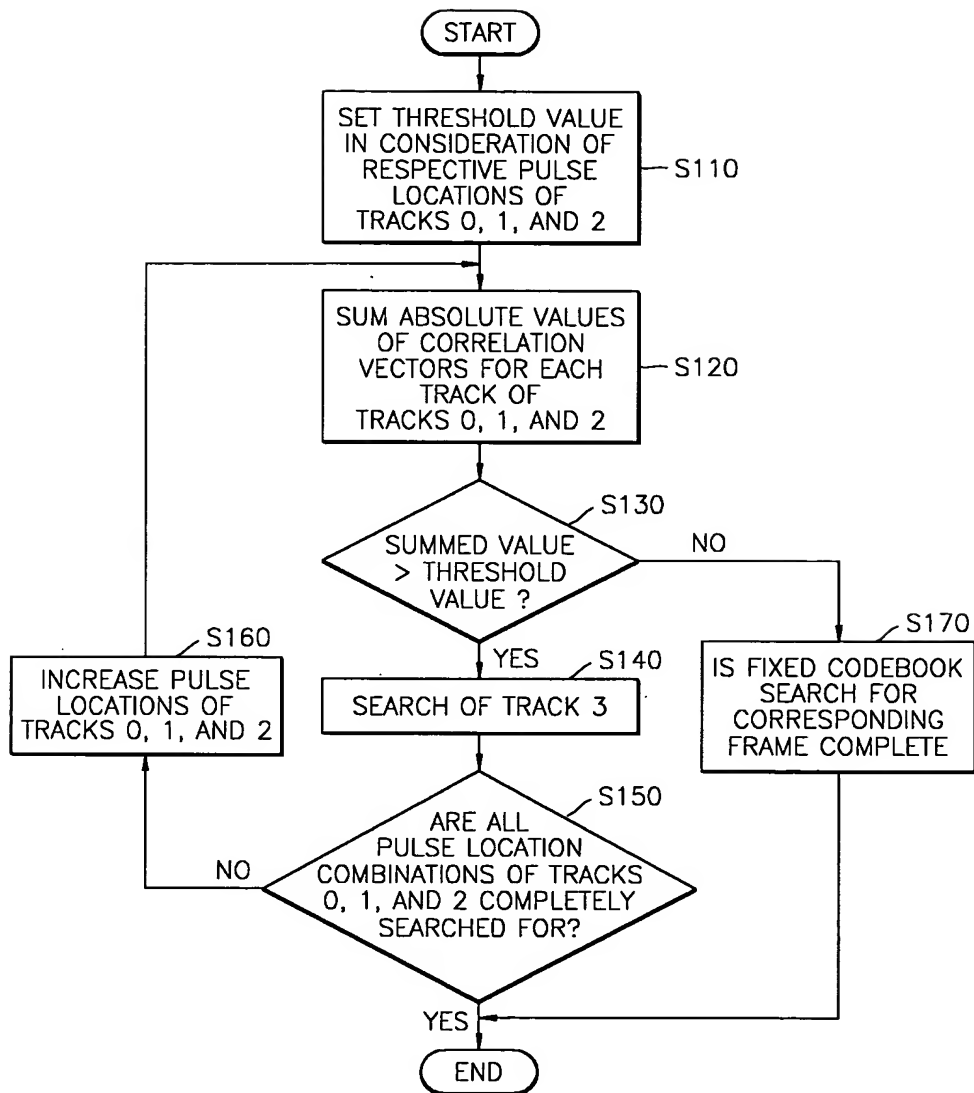 START
SET THRESHOLD VALUE
IN CONSIDERATION OF
RESPECTIVE PULSE
LOCATIONS OF
TRACKS 0, 1, AND 2
S110
SUM ABSOLUTE VALUES
OF CORRELATION
VECTORS FOR EACH
TRACK OF
TRACKS 0, 1, AND 2
S120
S130
SUMMED VALUE
> THRESHOLD
VALUE ?
NO
YES
S160
INCREASE PULSE
LOCATIONS OF
TRACKS 0, 1, AND 2
S140
SEARCH OF TRACK 3
S170
IS FIXED CODEBOOK
SEARCH FOR
CORRESPONDING
FRAME COMPLETE
S150
ARE ALL
PULSE LOCATION
COMBINATIONS OF TRACKS
0, 1, AND 2 COMPLETELY
SEARCHED FOR?
NO
YES
END